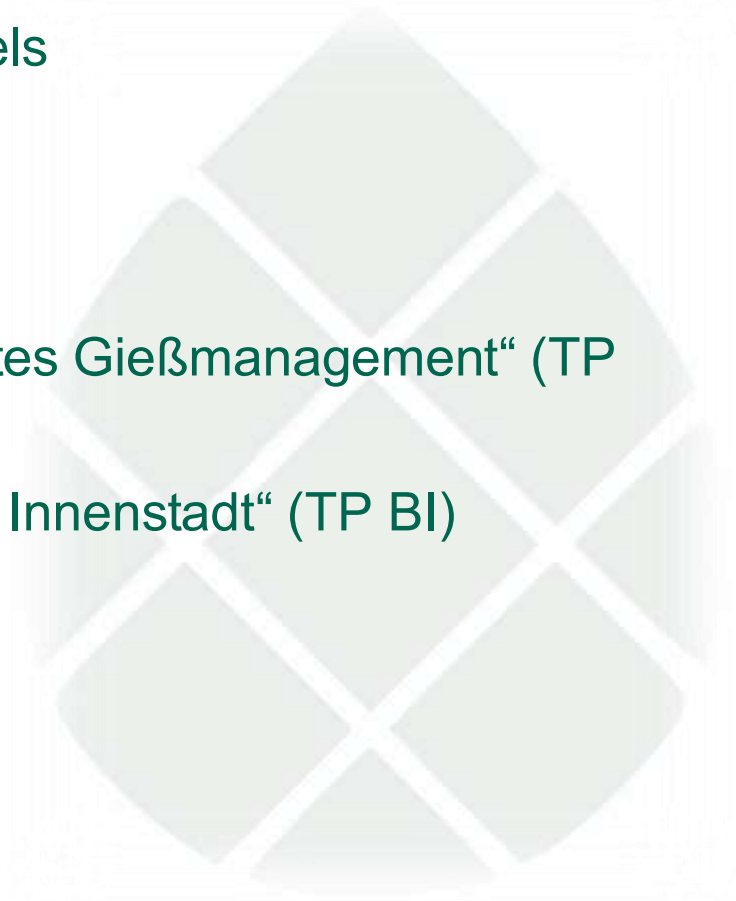 els
tes Gießmanagement“ (TP
Innenstadt“ (TP BI)